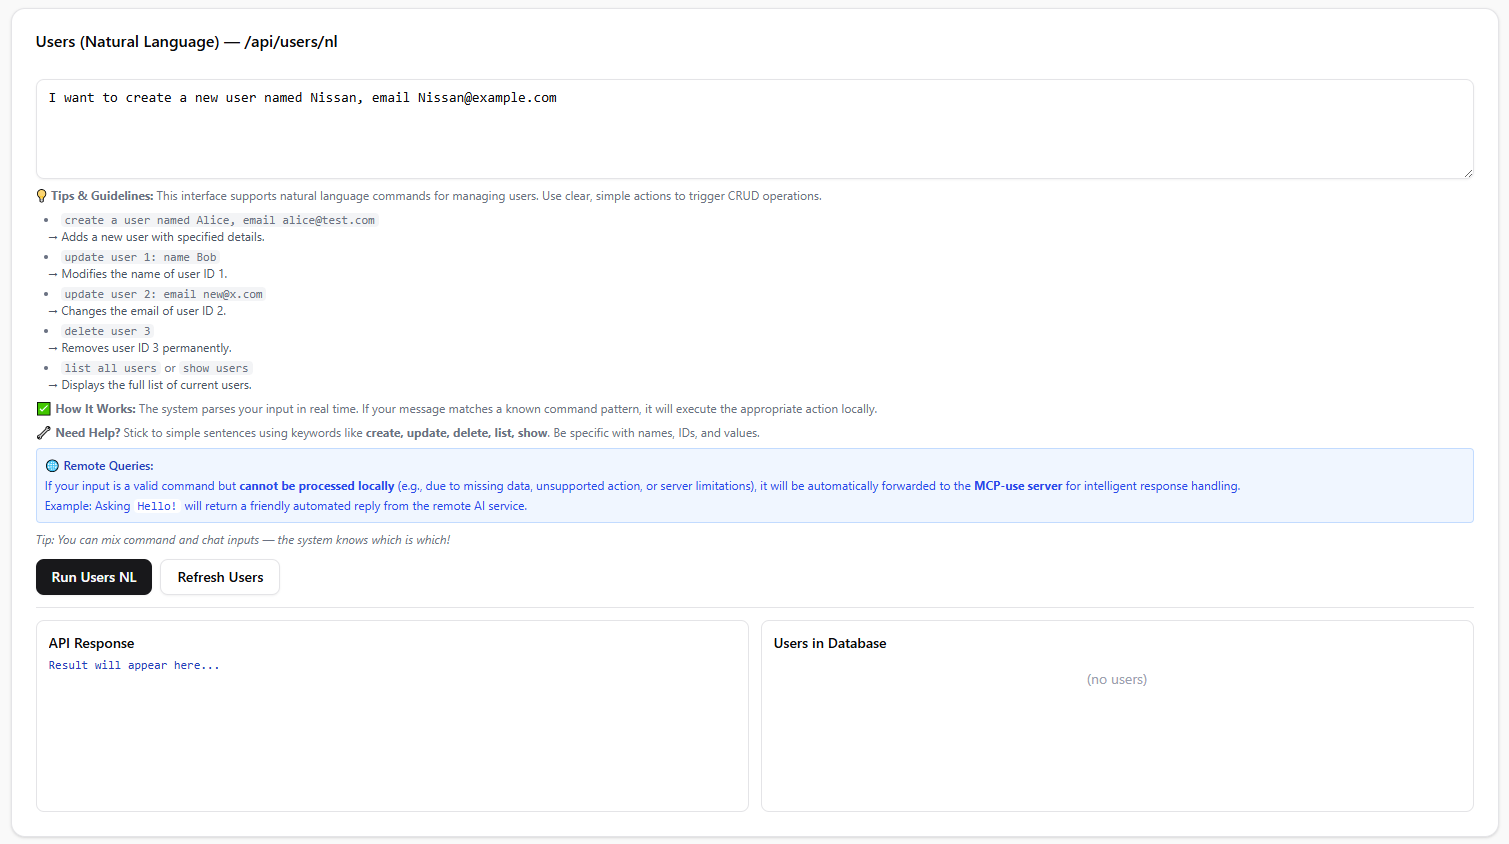 Users (Natural Language) — /api/users/nl
I want to create a new user named Nissan, email Nissan@example.com
💡 Tips & Guidelines: This interface supports natural language commands for managing users. Use clear, simple actions to trigger CRUD operations.
• create a user named Alice, email alice@test.com
→ Adds a new user with specified details.
• update user 1: name Bob
→ Modifies the name of user ID 1.
• update user 2: email new@x.com
→ Changes the email of user ID 2.
• delete user 3
→ Removes user ID 3 permanently.
• list all users or show users
→ Displays the full list of current users.
✅ How It Works: The system parses your input in real time. If your message matches a known command pattern, it will execute the appropriate action locally.
🔧 Need Help? Stick to simple sentences using keywords like create, update, delete, list, show. Be specific with names, IDs, and values.
🌐 Remote Queries:
If your input is a valid command but cannot be processed locally (e.g., due to missing data, unsupported action, or server limitations), it will be automatically forwarded to the MCP-use server for intelligent response handling.
Example: Asking Hello! will return a friendly automated reply from the remote AI service.
Tip: You can mix command and chat inputs — the system knows which is which!
Run Users NL Refresh Users
API Response
Result will appear here...
Users in Database
(no users)